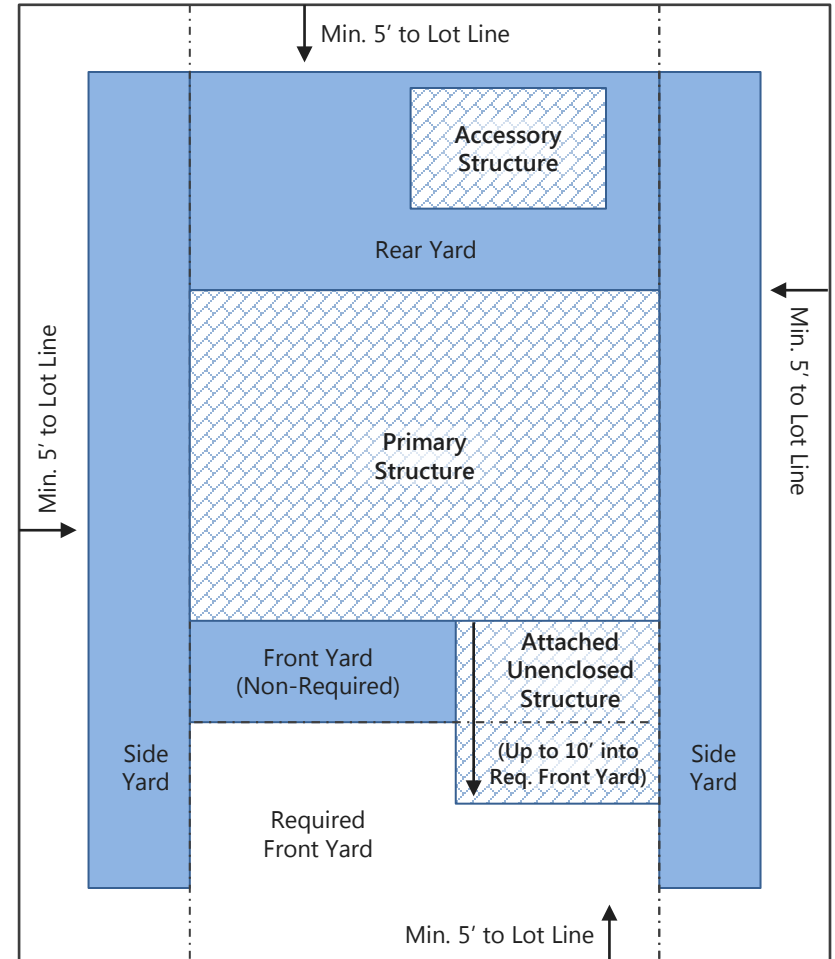 Min. 5’ to Lot Line
Accessory
Structure
Rear Yard
Min. 5’ to Lot Line
Min. 5’ to Lot Line
Primary
Structure
Front Yard
(Non-Required)
Attached
Unenclosed
Structure
(Up to 10’ into
Req. Front Yard)
Side
Yard
Side
Yard
Required
Front Yard
Min. 5’ to Lot Line